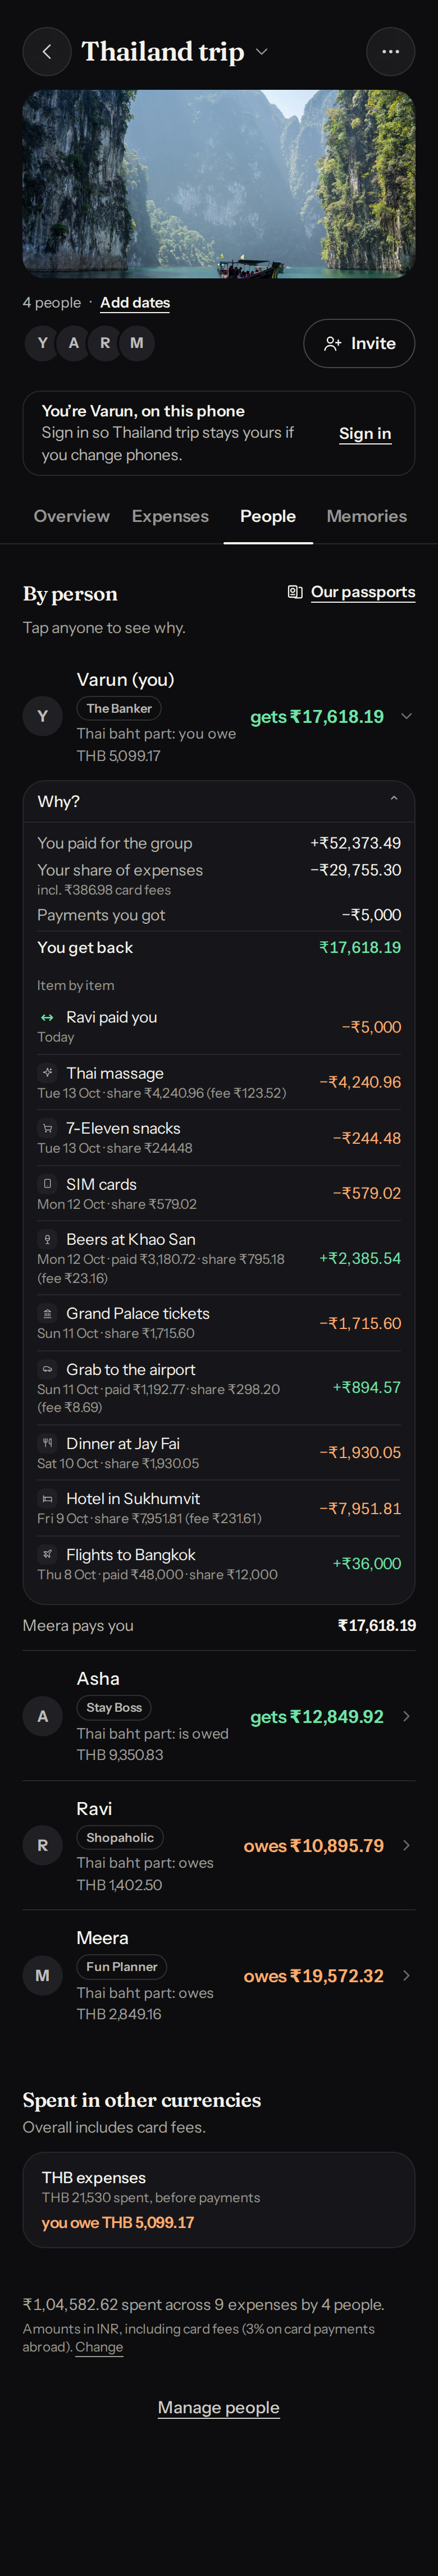 Thailand trip
4 people · Add dates
Y A R M
Invite
You're Varun, on this phone
Sign in so Thailand trip stays yours if
you change phones.
Sign in
Overview Expenses People Memories
By person
Our passports
Tap anyone to see why.
Y
Varun (you)
The Banker
Thai baht part: you owe
THB 5,099.17
gets ₹17,618.19
Why?
You paid for the group +₹52,373.49
Your share of expenses −₹29,755.30
incl. ₹386.98 card fees
Payments you got −₹5,000
You get back ₹17,618.19
Item by item
Ravi paid you
Today
−₹5,000
Thai massage
Tue 13 Oct · share ₹4,240.96 (fee ₹123.52)
−₹4,240.96
7-Eleven snacks
Tue 13 Oct · share ₹244.48
−₹244.48
SIM cards
Mon 12 Oct · share ₹579.02
−₹579.02
Beers at Khao San
Mon 12 Oct · paid ₹3,180.72 · share ₹795.18
(fee ₹23.16)
+₹2,385.54
Grand Palace tickets
Sun 11 Oct · share ₹1,715.60
−₹1,715.60
Grab to the airport
Sun 11 Oct · paid ₹1,192.77 · share ₹298.20
(fee ₹8.69)
+₹894.57
Dinner at Jay Fai
Sat 10 Oct · share ₹1,930.05
−₹1,930.05
Hotel in Sukhumvit
Fri 9 Oct · share ₹7,951.81 (fee ₹231.61)
−₹7,951.81
Flights to Bangkok
Thu 8 Oct · paid ₹48,000 · share ₹12,000
+₹36,000
Meera pays you ₹17,618.19
A
Asha
Stay Boss
Thai baht part: is owed
THB 9,350.83
gets ₹12,849.92
R
Ravi
Shopaholic
Thai baht part: owes
THB 1,402.50
owes ₹10,895.79
M
Meera
Fun Planner
Thai baht part: owes
THB 2,849.16
owes ₹19,572.32
Spent in other currencies
Overall includes card fees.
THB expenses
THB 21,530 spent, before payments
you owe THB 5,099.17
₹1,04,582.62 spent across 9 expenses by 4 people.
Amounts in INR, including card fees (3% on card payments
abroad). Change
Manage people